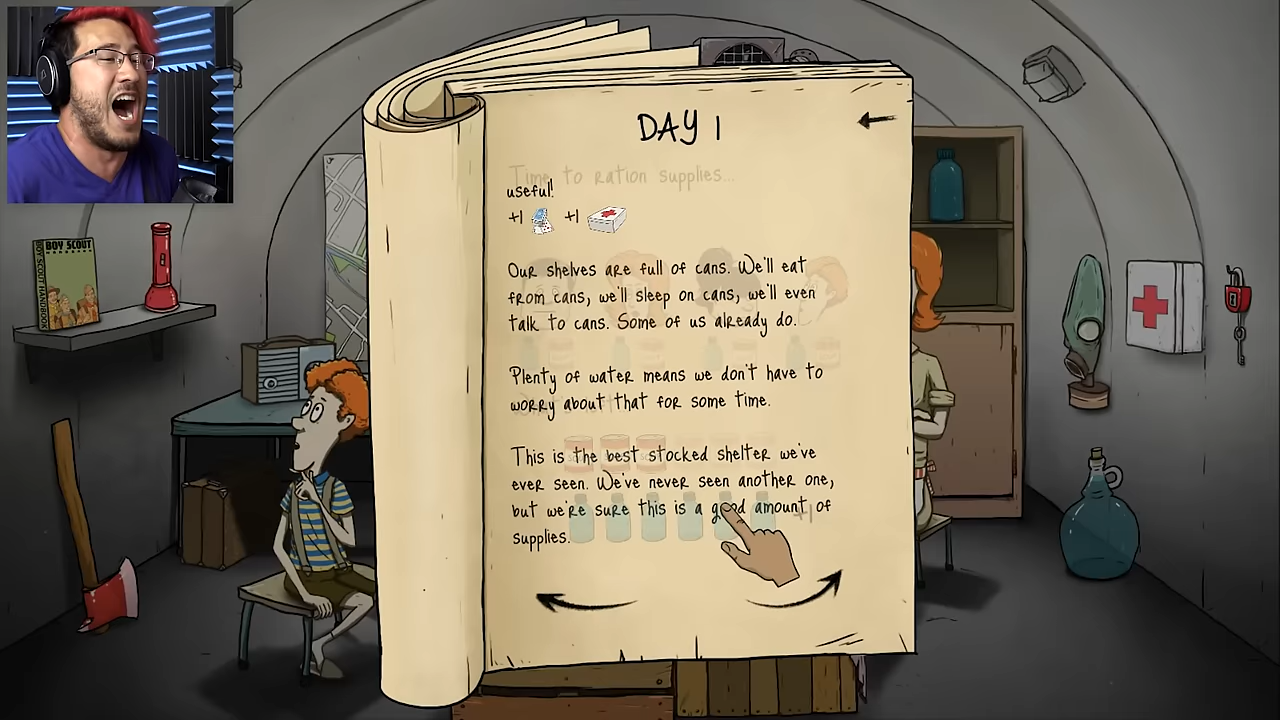 DAY 1
Time to ration supplies...
useful!
+1 +1
Our shelves are full of cans. We'll eat
from cans, we'll sleep on cans, we'll even
talk to cans. Some of us already do.
Plenty of water means we don't have to
worry about that for some time.
This is the best stocked shelter we've
ever seen. We've never seen another one,
but we're sure this is a good amount of
supplies.
BOY SCOUT
BOY SCOUT HANDBOOK